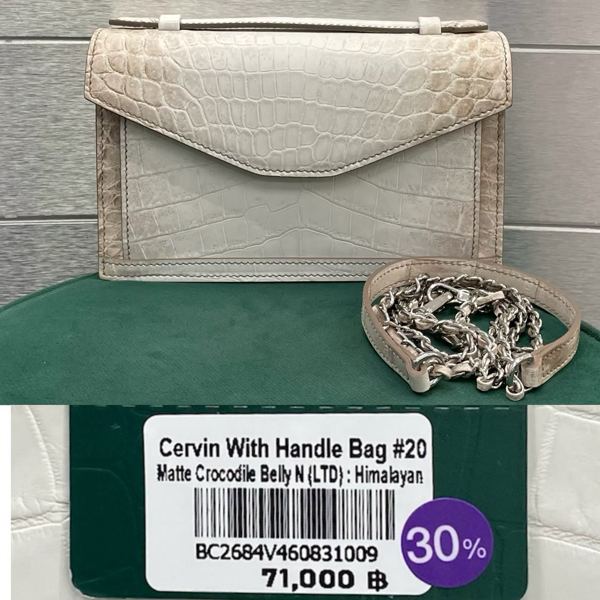 Cervin With Handle Bag #20
Matte Crocodile Belly N (LTD) : Himalayan
BC2684V460831009
30%
71,000 ฿